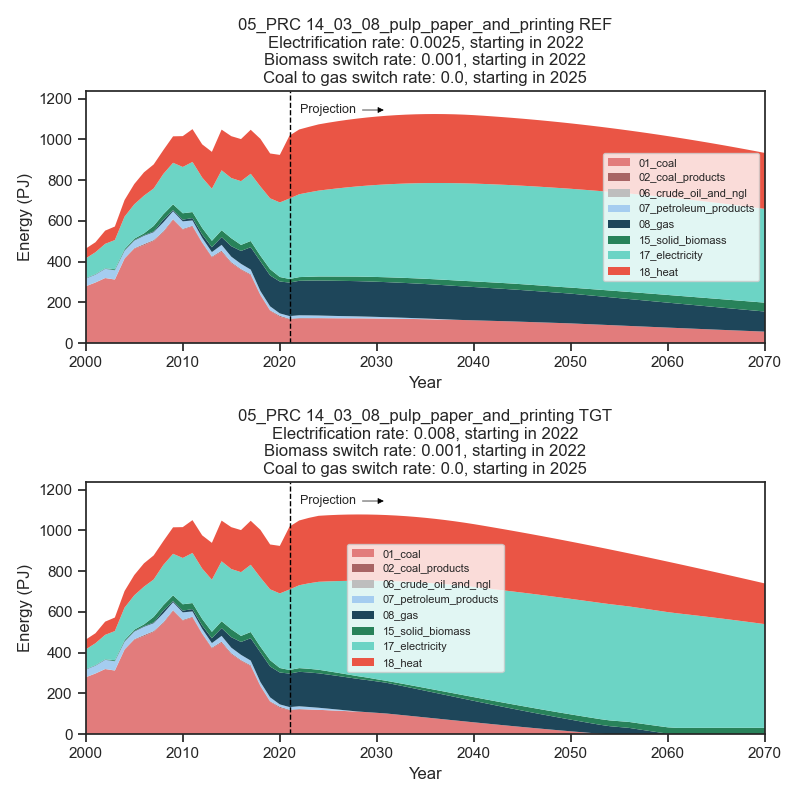 05_PRC 14_03_08_pulp_paper_and_printing REF
Electrification rate: 0.0025, starting in 2022
Biomass switch rate: 0.001, starting in 2022
Coal to gas switch rate: 0.0, starting in 2025
1200
1000
800
600
400
200
0
Energy (PJ)
Projection
01_coal
02_coal_products
06_crude_oil_and_ngl
07_petroleum_products
08_gas
15_solid_biomass
17_electricity
18_heat
2000 2010 2020 2030 2040 2050 2060 2070
Year
05_PRC 14_03_08_pulp_paper_and_printing TGT
Electrification rate: 0.008, starting in 2022
Biomass switch rate: 0.001, starting in 2022
Coal to gas switch rate: 0.0, starting in 2025
1200
1000
800
600
400
200
0
Energy (PJ)
Projection
01_coal
02_coal_products
06_crude_oil_and_ngl
07_petroleum_products
08_gas
15_solid_biomass
17_electricity
18_heat
2000 2010 2020 2030 2040 2050 2060 2070
Year